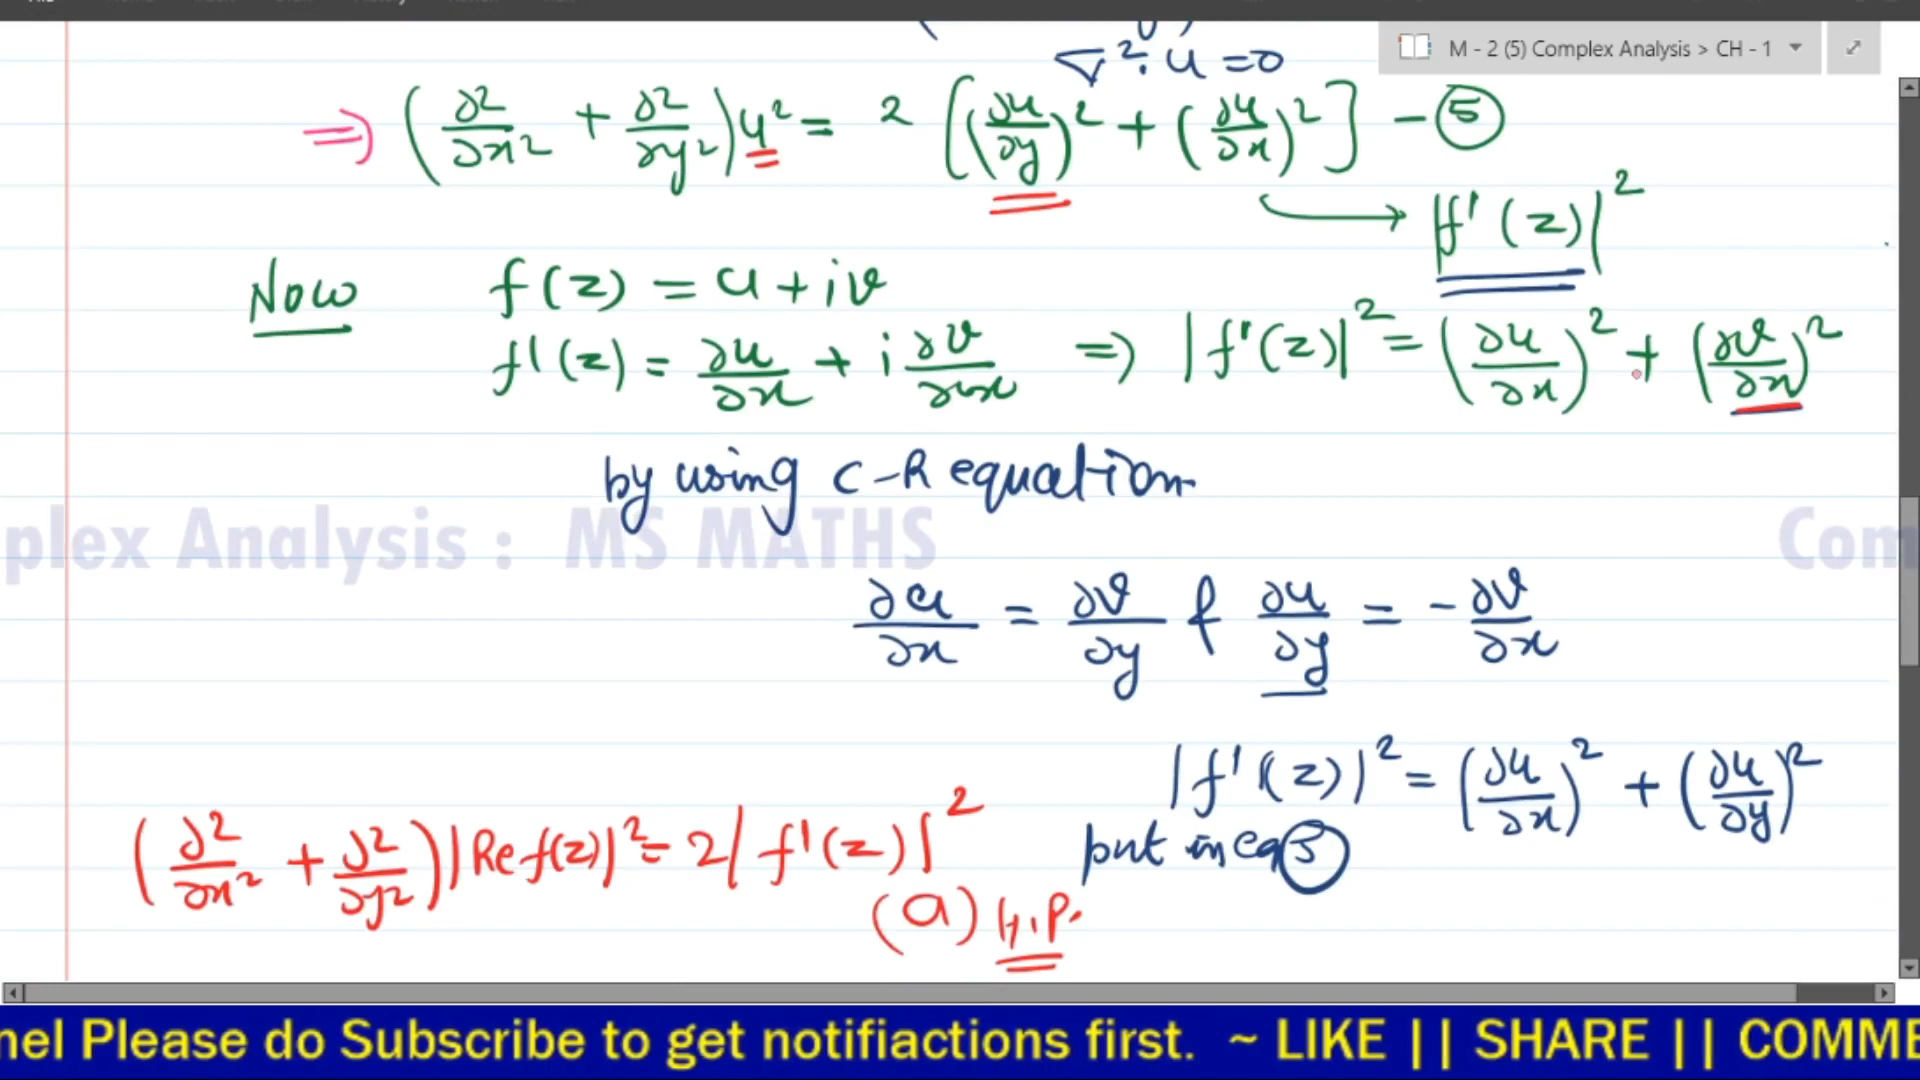 M - 2 (5) Complex Analysis > CH - 1
∇².u = 0
⇒ (∂²/∂x² + ∂²/∂y²) u² = 2 [(∂u/∂y)² + (∂u/∂x)²] - ⑤
→ |f'(z)|²
Now f(z) = u + iv
f'(z) = ∂u/∂x + i ∂v/∂x ⇒ |f'(z)|² = (∂u/∂x)² + (∂v/∂x)²
by using C-R equation
plex Analysis : MS MATHS Com
∂u/∂x = ∂v/∂y & ∂u/∂y = - ∂v/∂x
|f'(z)|² = (∂u/∂x)² + (∂u/∂y)²
put in eq ⑤
(∂²/∂x² + ∂²/∂y²) |Re f(z)|² = 2 |f'(z)|²
(a) H.P.
nel Please do Subscribe to get notifiactions first. ~ LIKE || SHARE || COMME